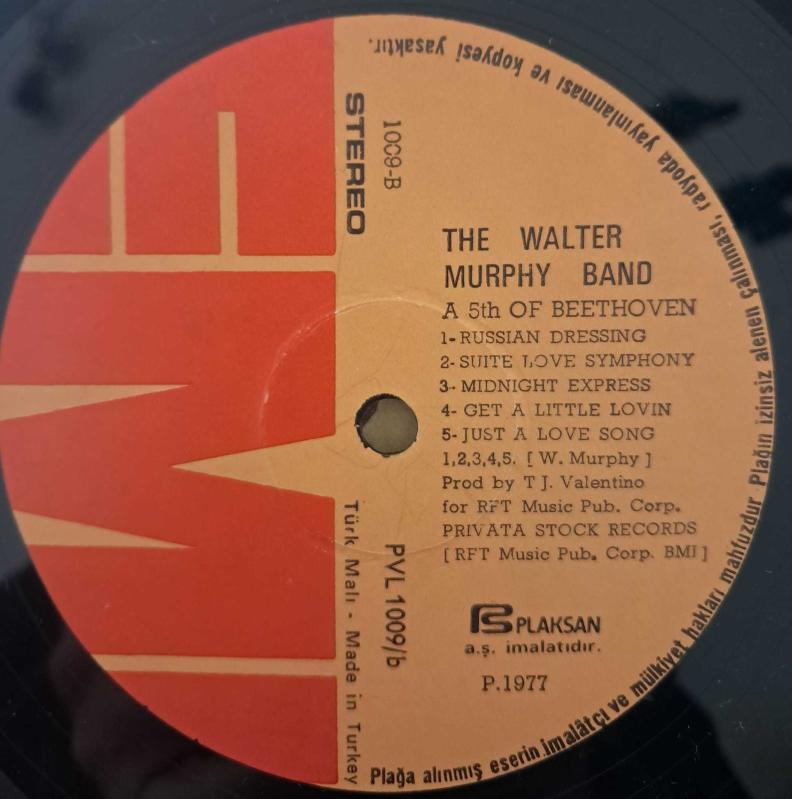 EMI
STEREO
1009-B
THE WALTER
MURPHY BAND
A 5th OF BEETHOVEN
1-RUSSIAN DRESSING
2-SUITE LOVE SYMPHONY
3-MIDNIGHT EXPRESS
4- GET A LITTLE LOVIN
5-JUST A LOVE SONG
1,2,3,4,5. [ W. Murphy ]
Prod by T J. Valentino
for RFT Music Pub. Corp.
PRIVATA STOCK RECORDS
[ RFT Music Pub. Corp. BMI ]
PS PLAKSAN
a.ş. imalatıdır.
P.1977
PVL 1009/b
Türk Malı - Made in Turkey
Plağa alınmış eserin.imalâtçı ve mülkiyet hakları mahfuzdur Plağın izinsiz alenen çalınması, radyoda yayınlanması ve kopyesi yasaktır.